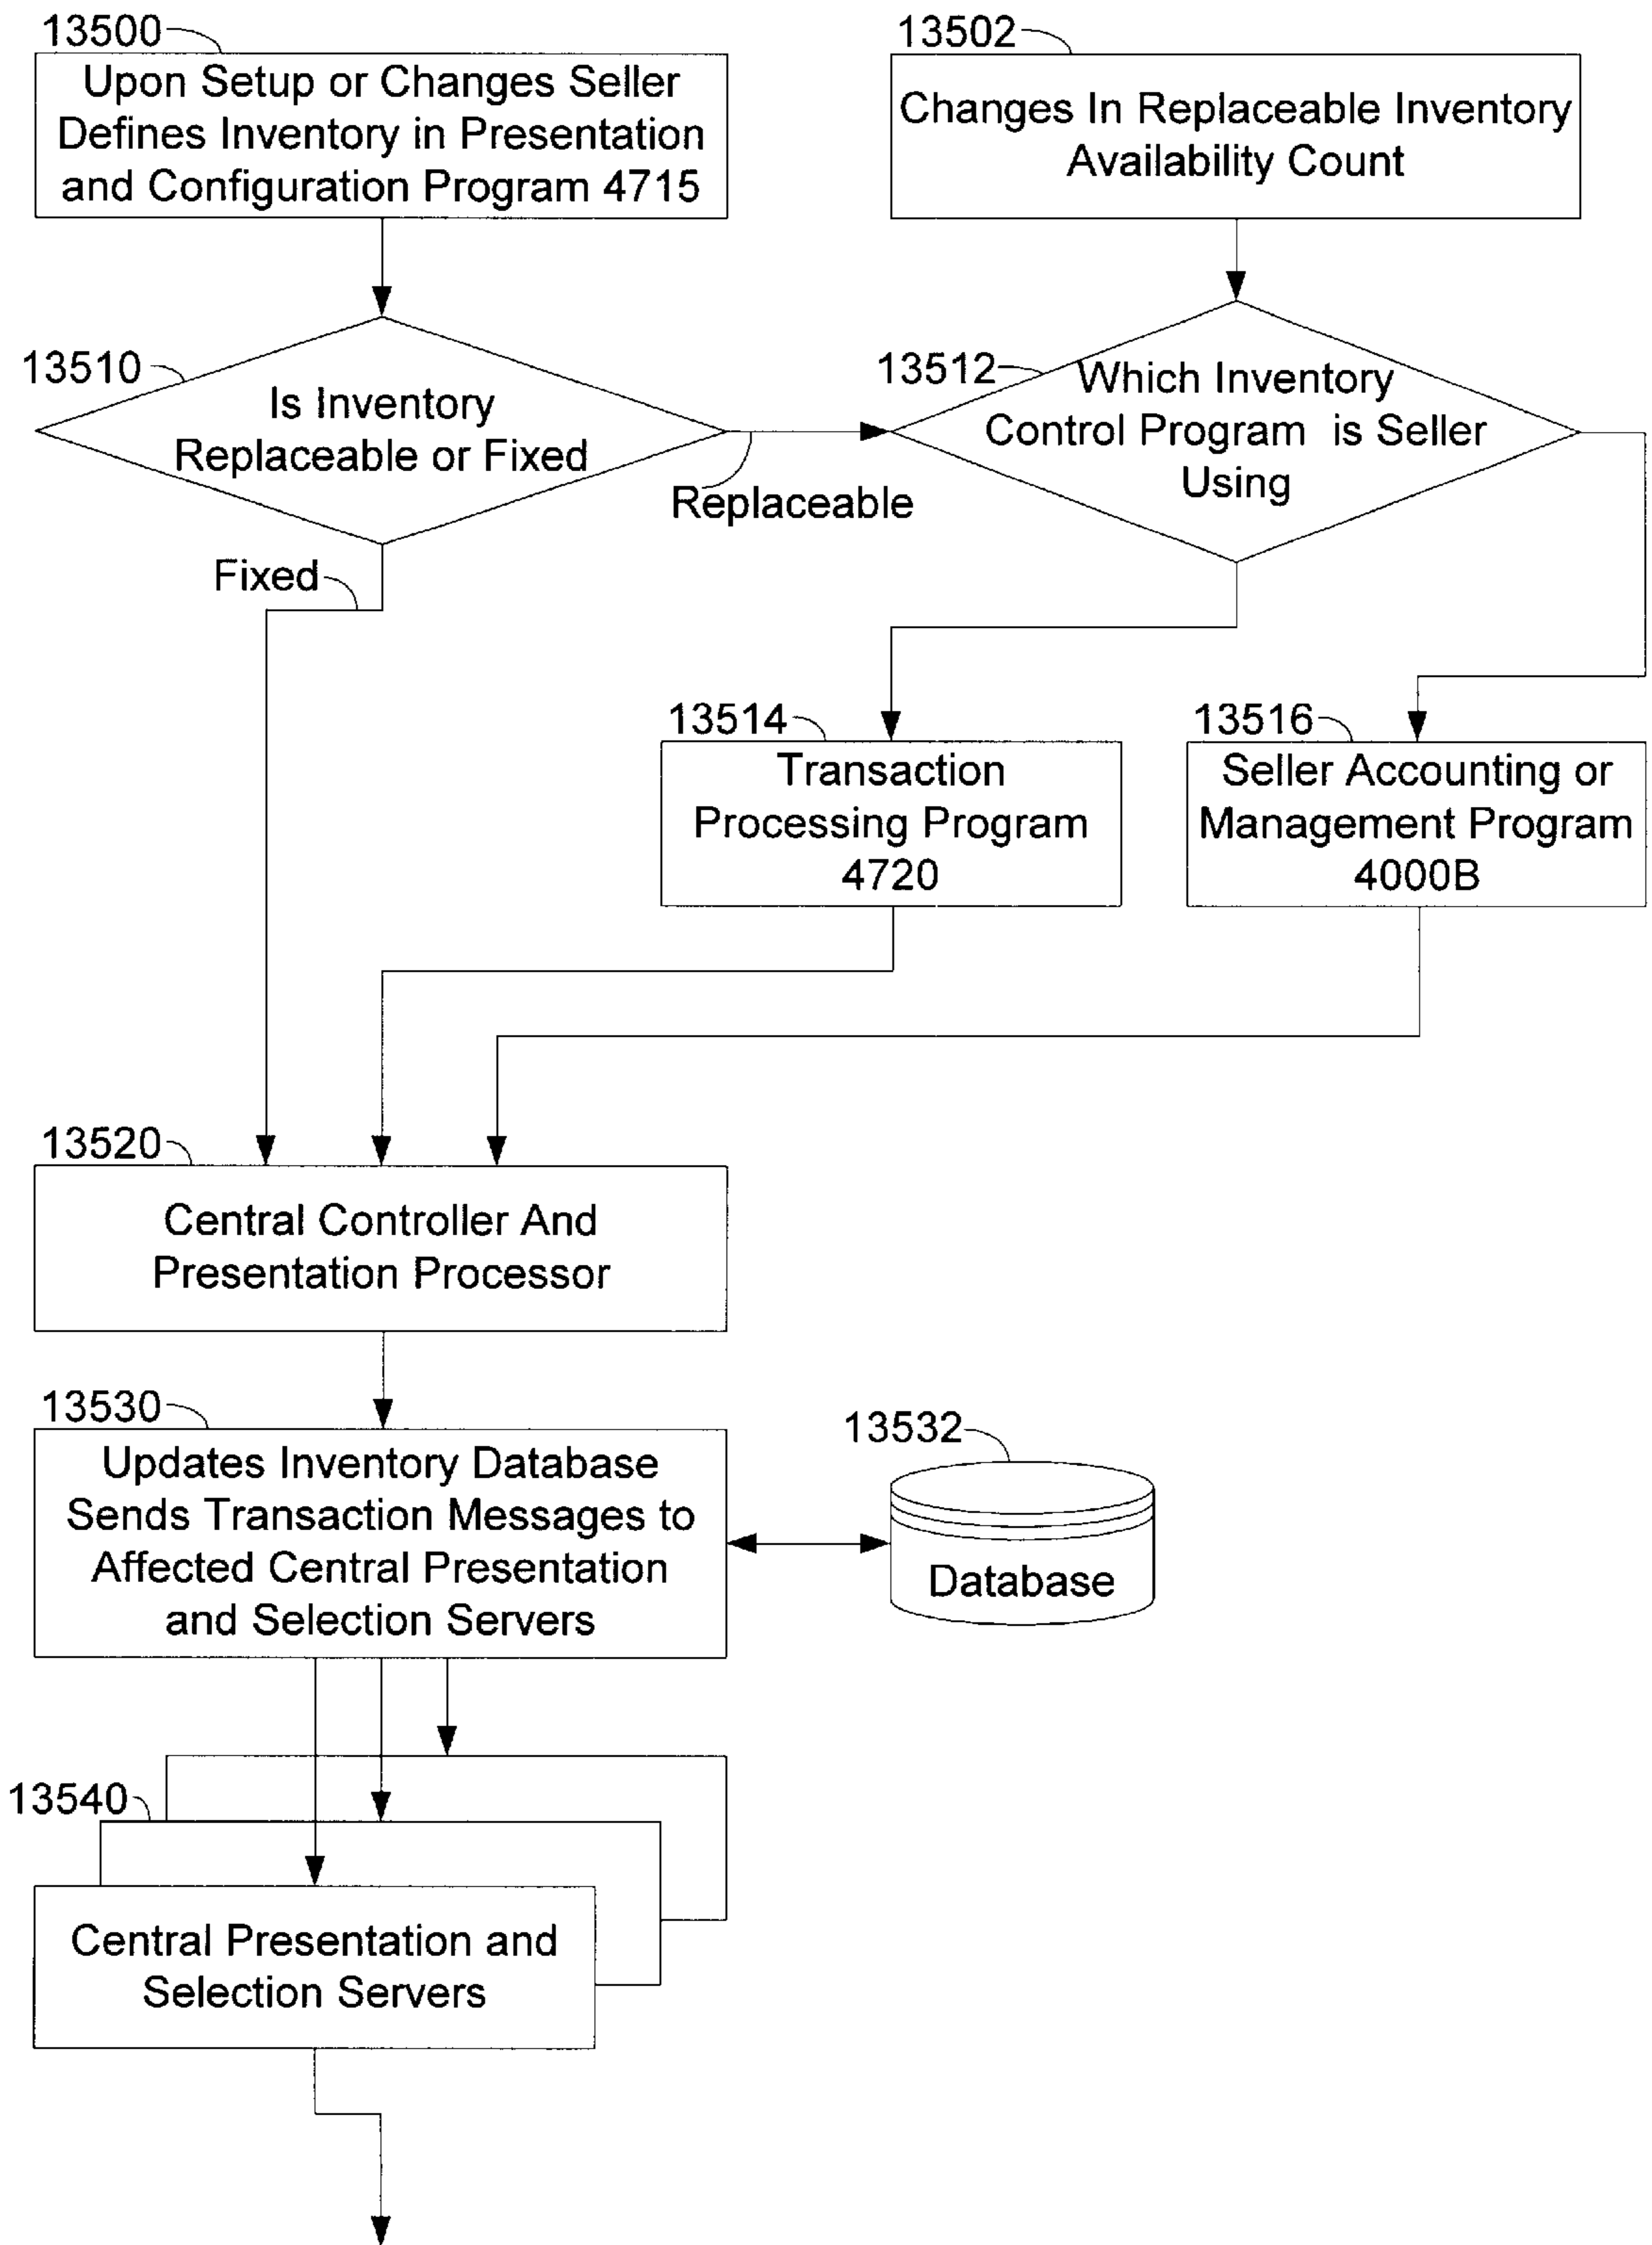 13500
Upon Setup or Changes Seller
Defines Inventory in Presentation
and Configuration Program 4715
13502
Changes In Replaceable Inventory
Availability Count
13510
Is Inventory
Replaceable or Fixed
13512
Which Inventory
Control Program is Seller
Using
Replaceable
Fixed
13514
Transaction
Processing Program
4720
13516
Seller Accounting or
Management Program
4000B
13520
Central Controller And
Presentation Processor
13530
Updates Inventory Database
Sends Transaction Messages to
Affected Central Presentation
and Selection Servers
13532
Database
13540
Central Presentation and
Selection Servers